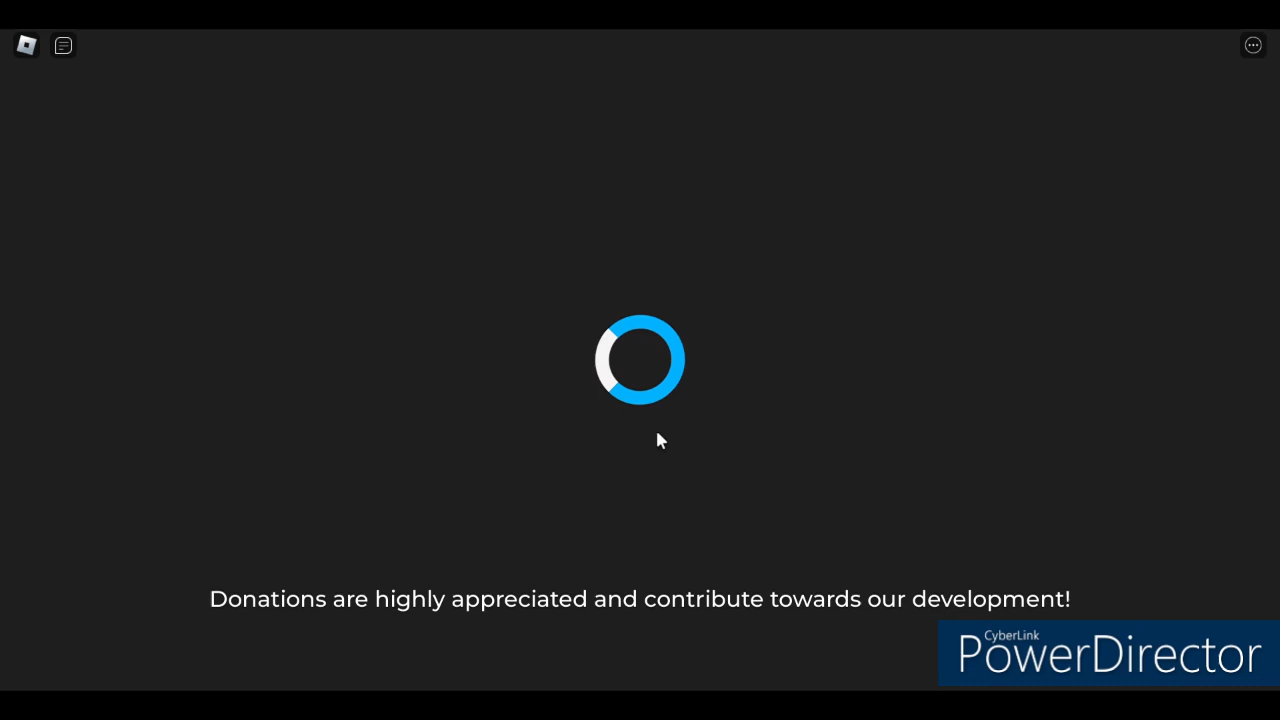 Donations are highly appreciated and contribute towards our development!
CyberLink
PowerDirector